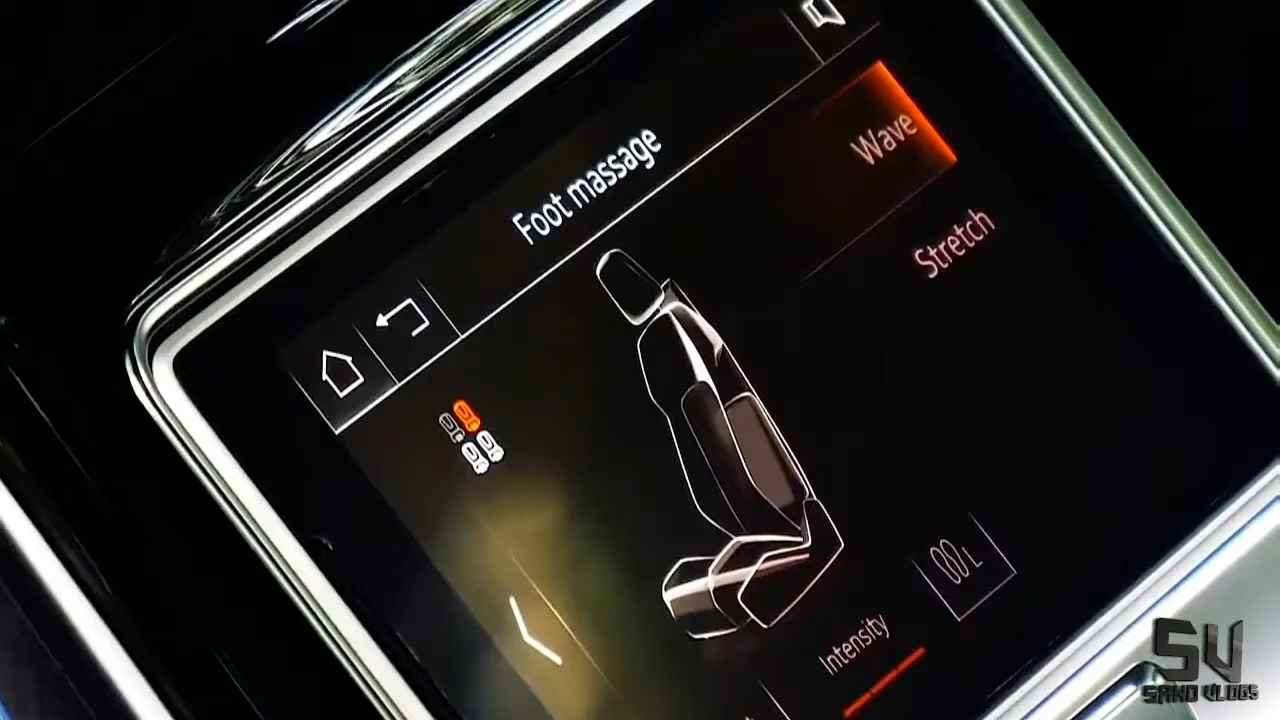 Foot massage
Wave
Stretch
L
Intensity
SV
SAND VLOGS